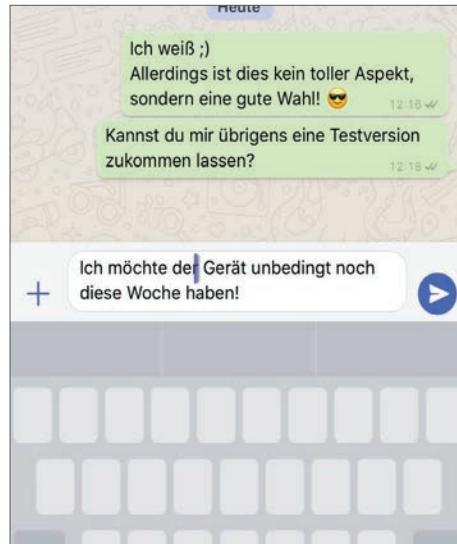 Heute
Ich weiß ;)
Allerdings ist dies kein toller Aspekt,
sondern eine gute Wahl! 😎
12:16
Kannst du mir übrigens eine Testversion
zukommen lassen?
12:18
Ich möchte der Gerät unbedingt noch
diese Woche haben!